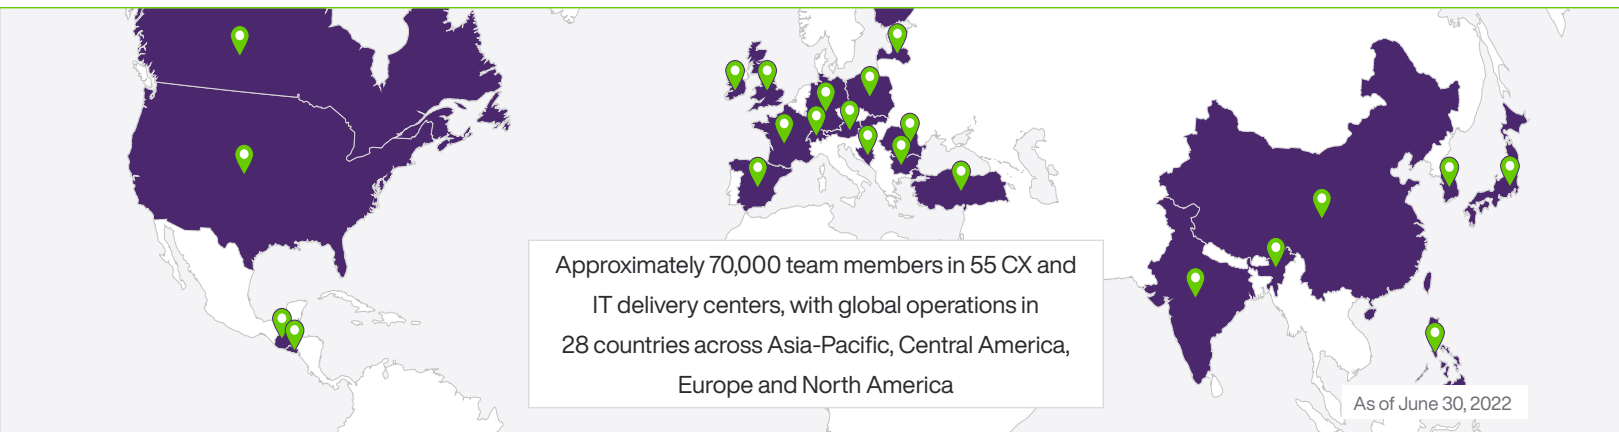 Approximately 70,000 team members in 55 CX and
IT delivery centers, with global operations in
28 countries across Asia-Pacific, Central America,
Europe and North America
As of June 30, 2022